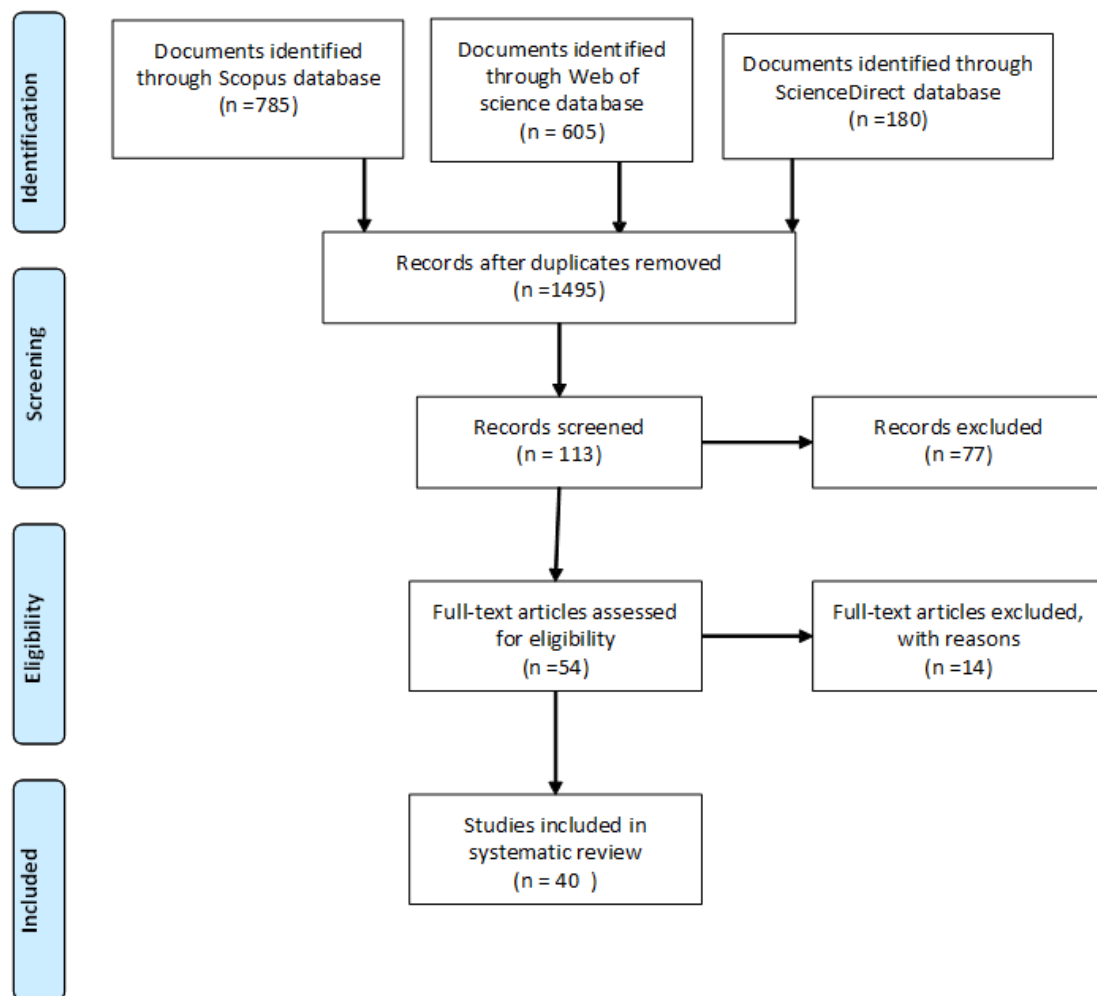 Identification
Documents identified
through Scopus database
(n =785)
Documents identified
through Web of
science database
(n = 605)
Documents identified through
ScienceDirect database
(n =180)
Records after duplicates removed
(n =1495)
Screening
Records screened
(n = 113)
Records excluded
(n =77)
Eligibility
Full-text articles assessed
for eligibility
(n =54)
Full-text articles excluded,
with reasons
(n =14)
Included
Studies included in
systematic review
(n = 40 )